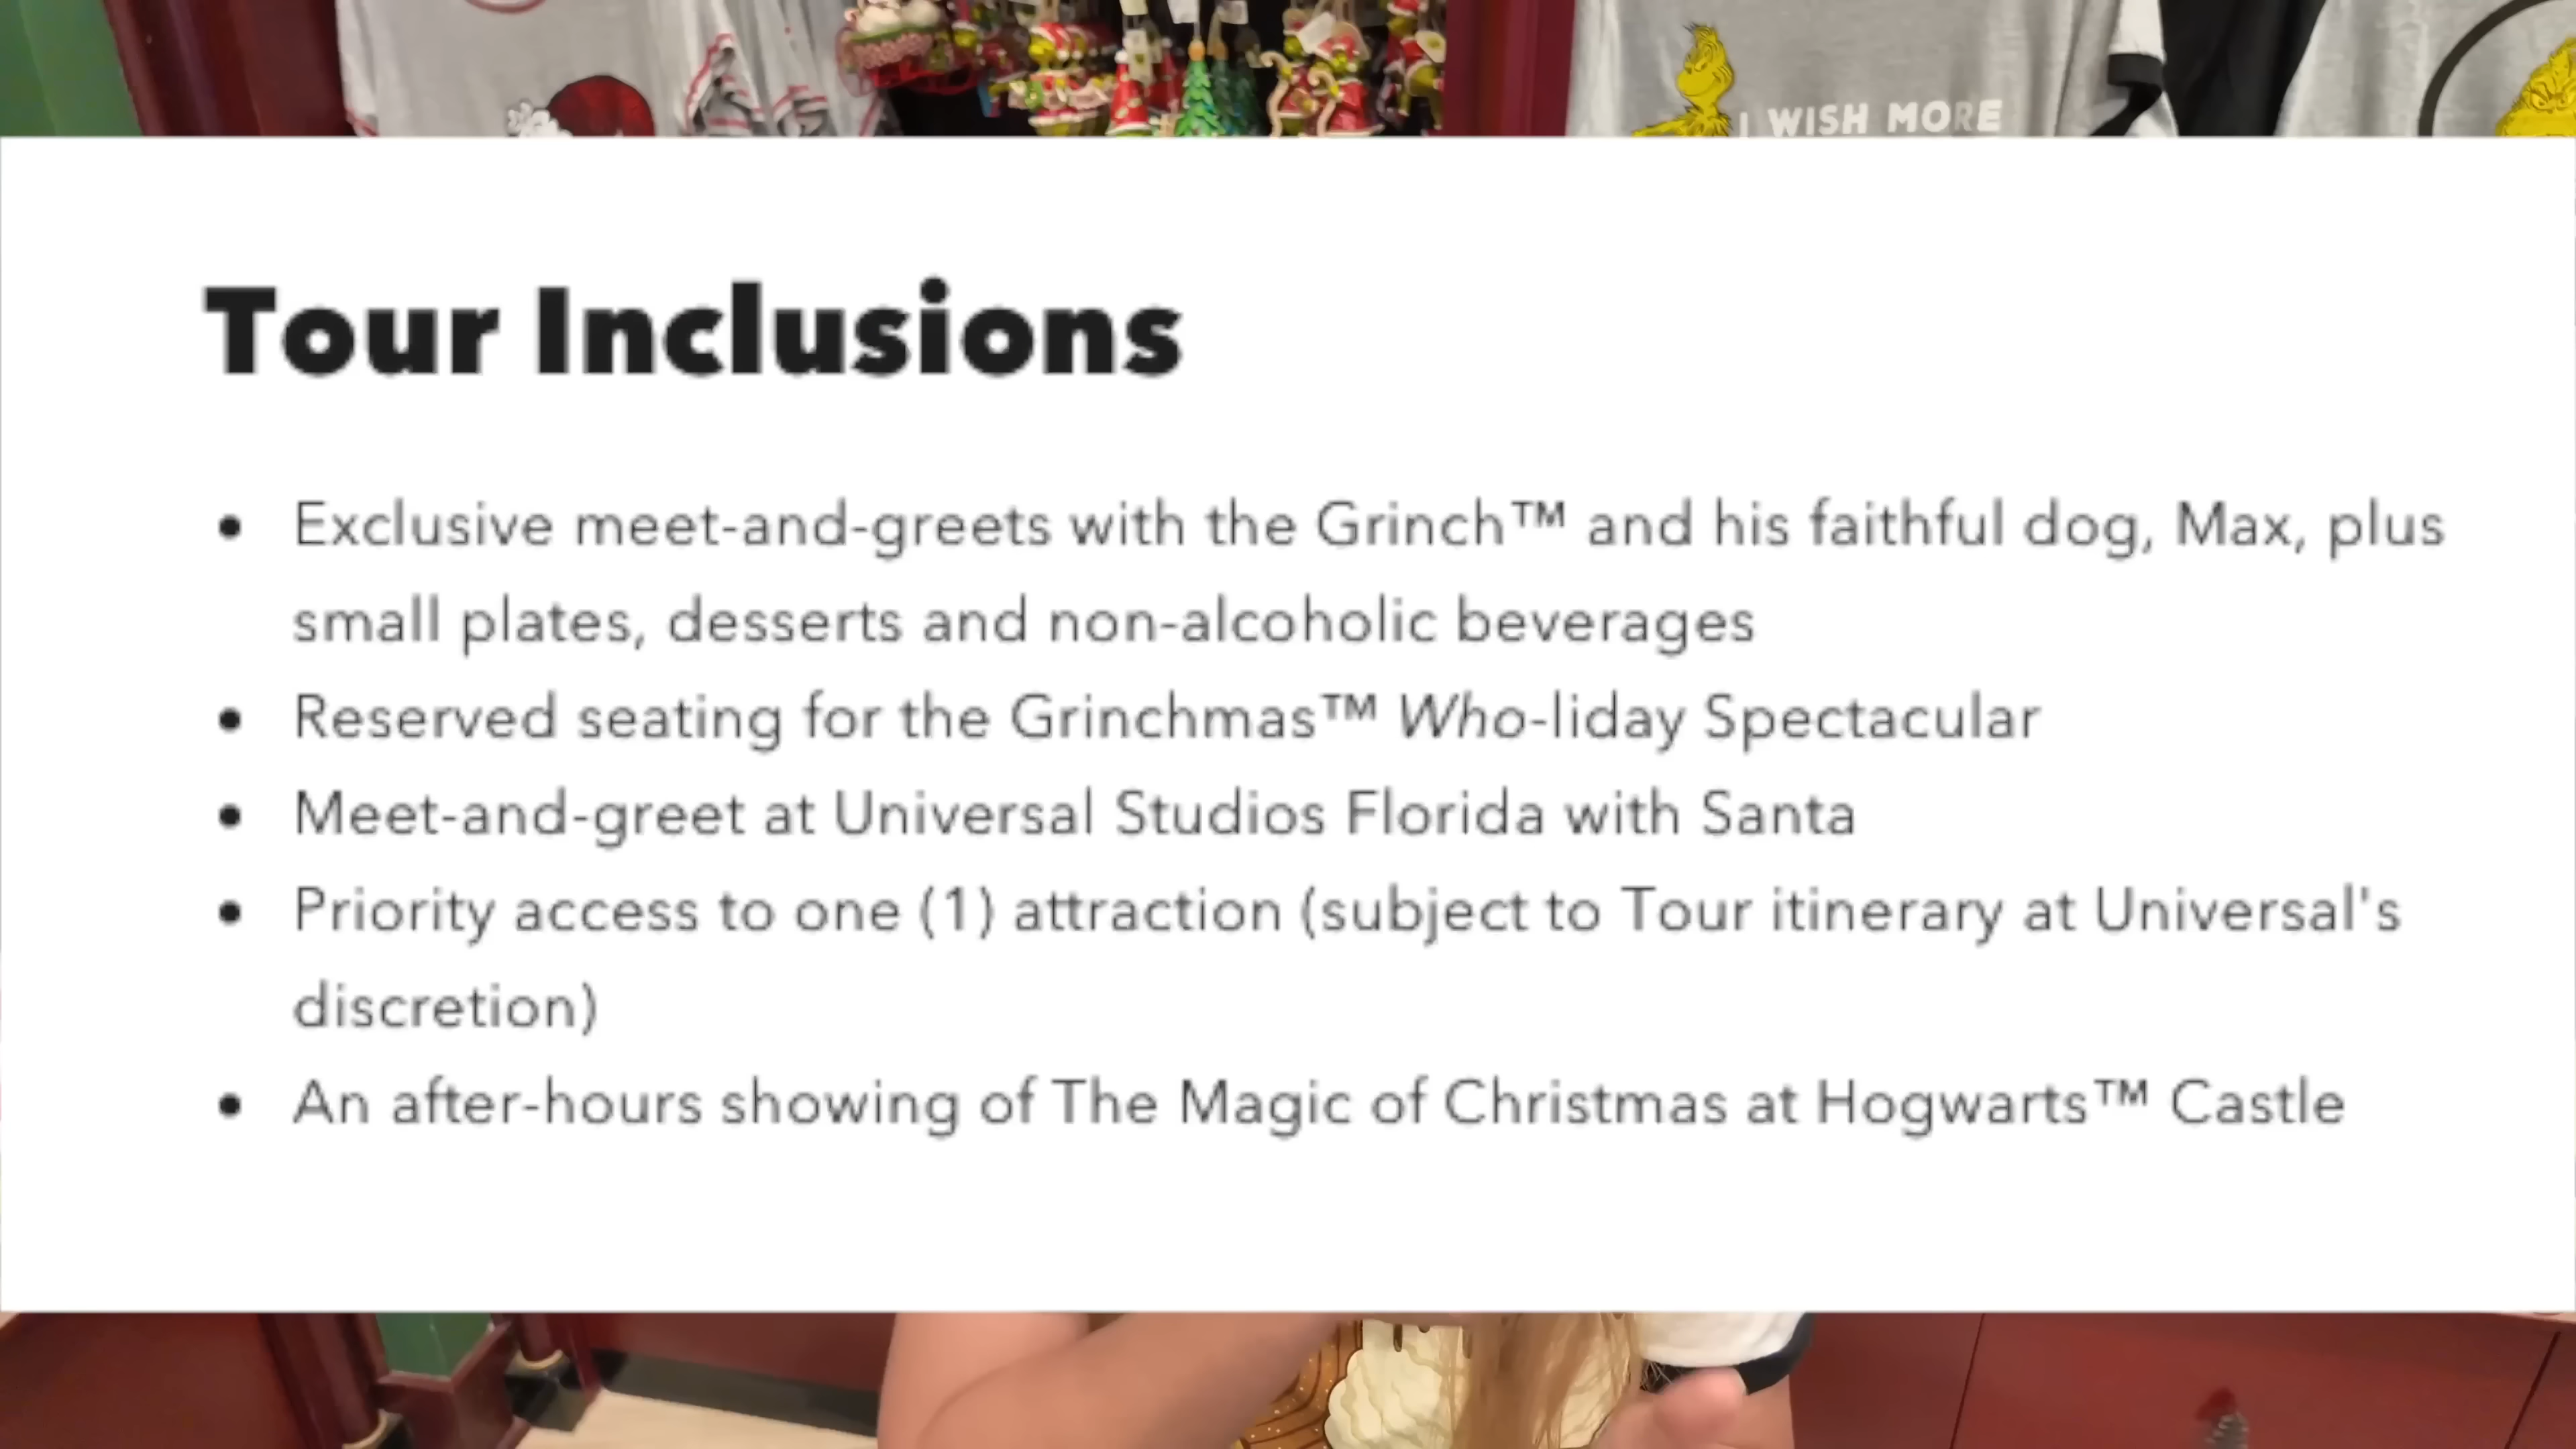 I WISH MORE
Tour Inclusions
• Exclusive meet-and-greets with the Grinch™ and his faithful dog, Max, plus
small plates, desserts and non-alcoholic beverages
• Reserved seating for the Grinchmas™ Who-liday Spectacular
• Meet-and-greet at Universal Studios Florida with Santa
• Priority access to one (1) attraction (subject to Tour itinerary at Universal's
discretion)
• An after-hours showing of The Magic of Christmas at Hogwarts™ Castle